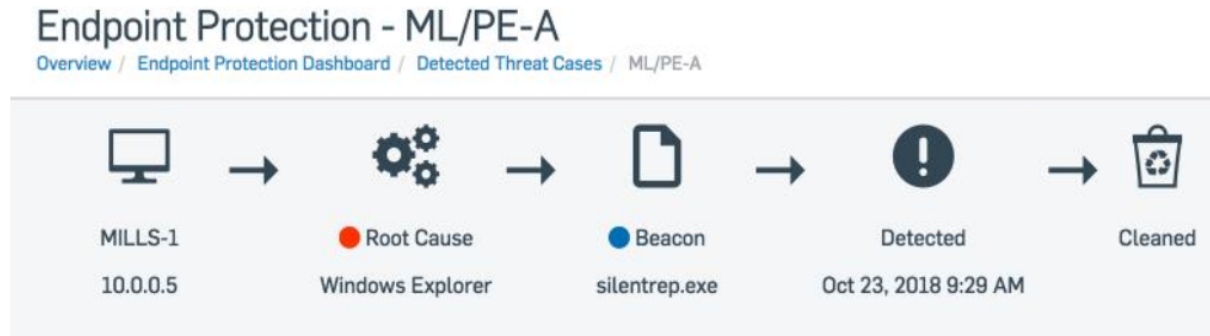 Endpoint Protection - ML/PE-A
Overview / Endpoint Protection Dashboard / Detected Threat Cases / ML/PE-A
MILLS-1
10.0.0.5
Root Cause
Windows Explorer
Beacon
silentrep.exe
Detected
Oct 23, 2018 9:29 AM
Cleaned